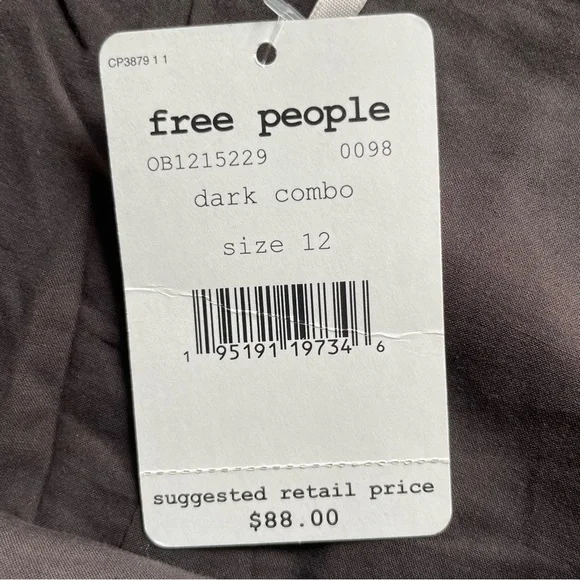 CP3879 1 1
free people
OB1215229 0098
dark combo
size 12
1 95191 19734 6
suggested retail price
$88.00